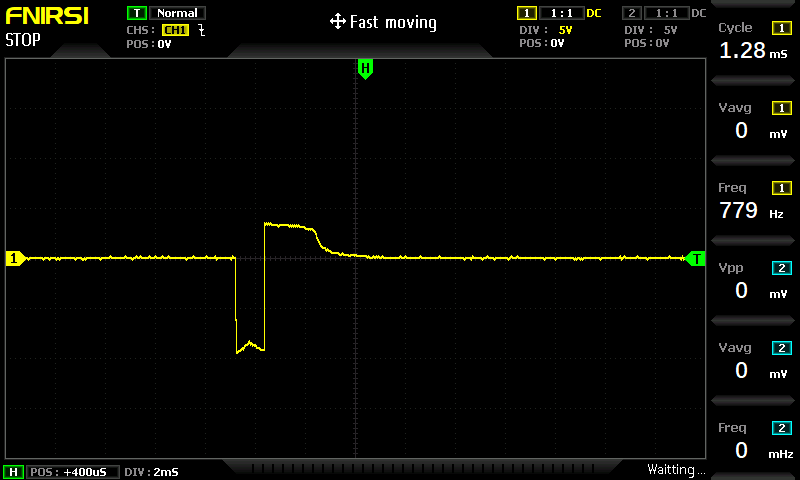 FNIRSI
STOP
T Normal
CHS: CH1
POS:0V
Fast moving
1 1:1 DC
DIV: 5V
POS:0V
2 1:1 DC
DIV: 5V
POS:0V
H
1
T
Cycle 1
1.28 mS
Vavg 1
0 mV
Freq 1
779 Hz
Vpp 2
0 mV
Vavg 2
0 mV
Freq 2
0 mHz
H POS: +400uS DIV:2mS
Waitting...